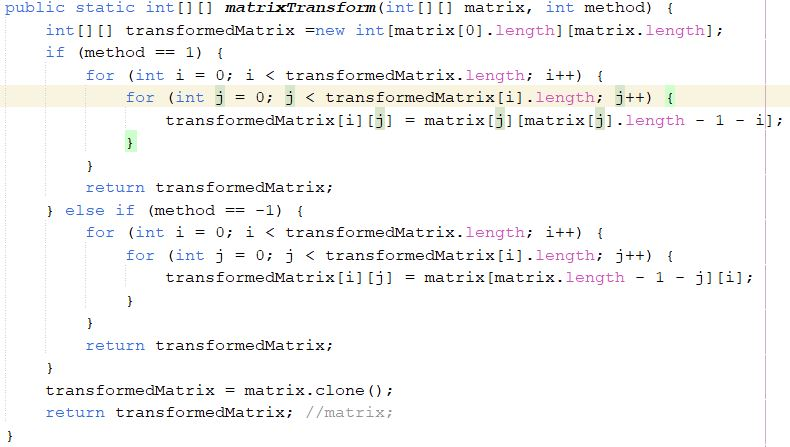 public static int[][] matrixTransform(int[][] matrix, int method) {
    int[][] transformedMatrix =new int[matrix[0].length][matrix.length];
    if (method == 1) {
        for (int i = 0; i < transformedMatrix.length; i++) {
            for (int j = 0; j < transformedMatrix[i].length; j++) {
                transformedMatrix[i][j] = matrix[j][matrix[j].length - 1 - i];
            }
        }
        return transformedMatrix;
    } else if (method == -1) {
        for (int i = 0; i < transformedMatrix.length; i++) {
            for (int j = 0; j < transformedMatrix[i].length; j++) {
                transformedMatrix[i][j] = matrix[matrix.length - 1 - j][i];
            }
        }
        return transformedMatrix;
    }
    transformedMatrix = matrix.clone();
    return transformedMatrix; //matrix;
}